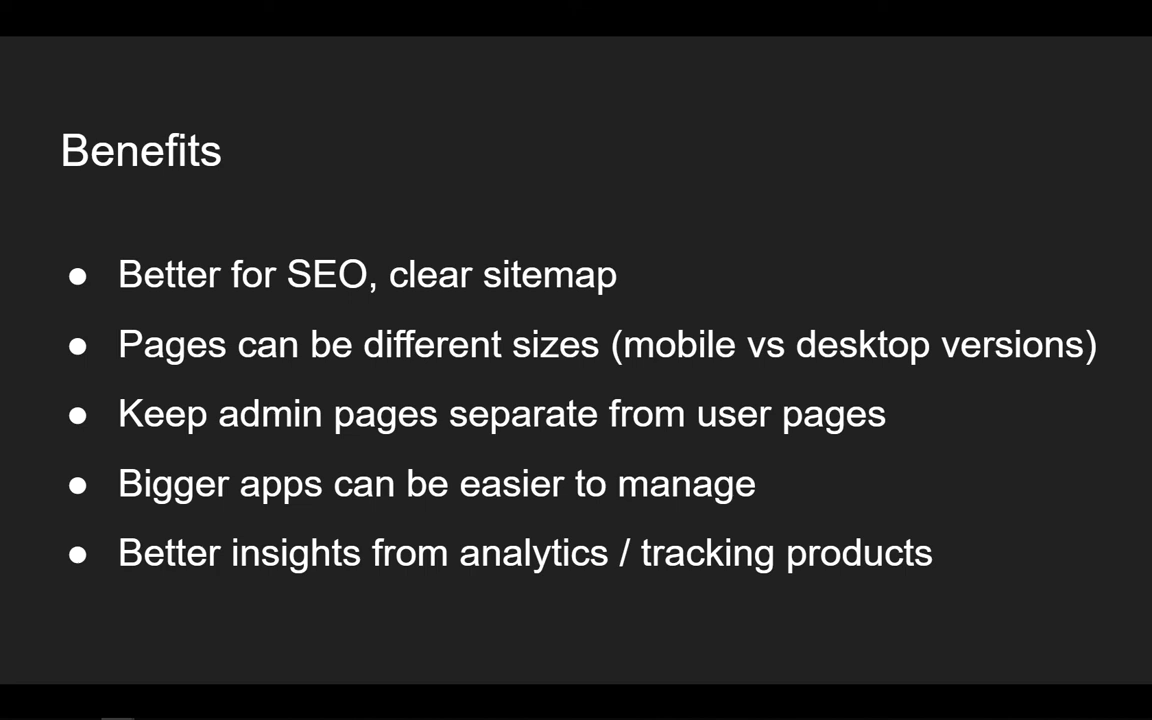 Benefits
● Better for SEO, clear sitemap
● Pages can be different sizes (mobile vs desktop versions)
● Keep admin pages separate from user pages
● Bigger apps can be easier to manage
● Better insights from analytics / tracking products